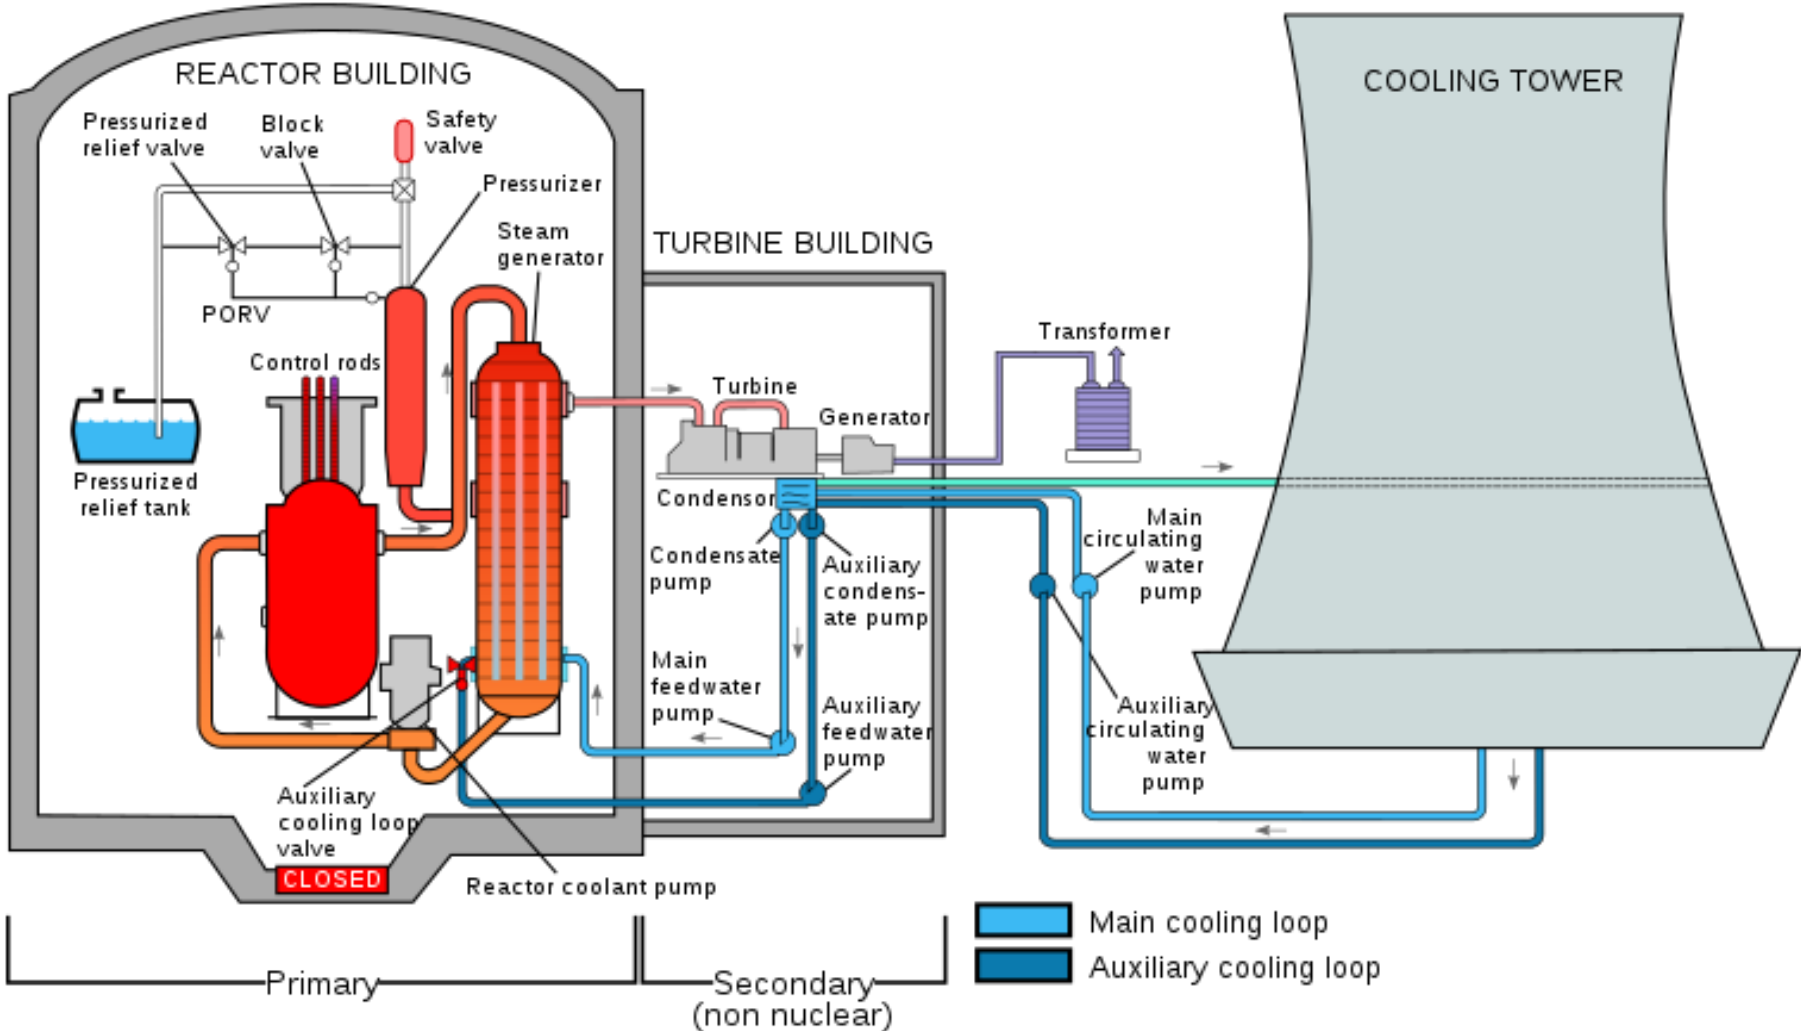 REACTOR BUILDING
COOLING TOWER
Pressurized
relief valve
Block
valve
Safety
valve
Pressurizer
Steam
generator
TURBINE BUILDING
PORV
Control rods
Transformer
Turbine
Generator
Pressurized
relief tank
Condensor
Condensate
pump
Auxiliary
condens-
ate pump
Main
circulating
water
pump
Main
feedwater
pump
Auxiliary
feedwater
pump
Auxiliary
circulating
water
pump
Auxiliary
cooling loop
valve
CLOSED
Reactor coolant pump
Main cooling loop
Auxiliary cooling loop
Primary
Secondary
(non nuclear)